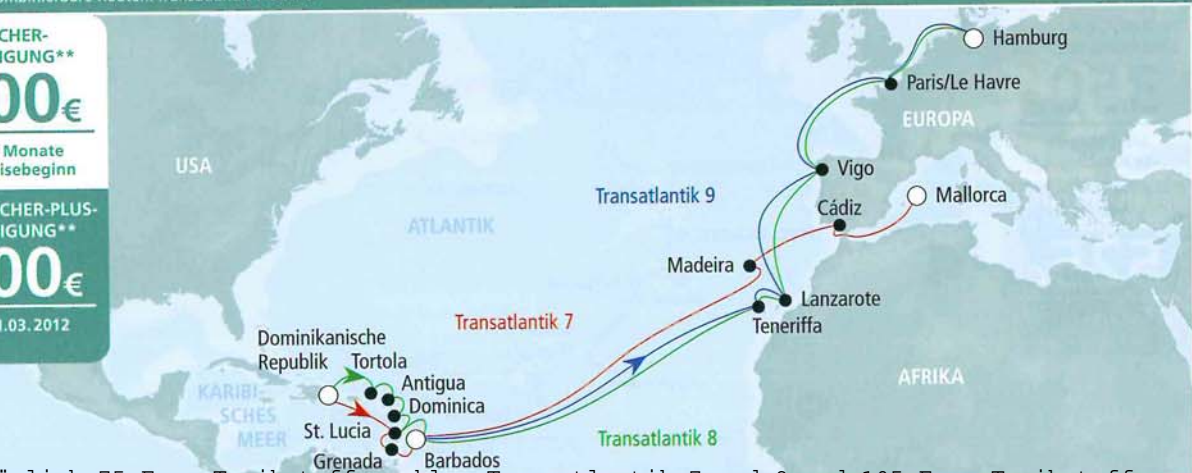 CHER-
IGUNG**
00€
Monate
isebeginn
CHER-PLUS-
IGUNG**
00€
.03.2012
USA
ATLANTIK
EUROPA
AFRIKA
KARIBI-
SCHES
MEER
Hamburg
Paris/Le Havre
Vigo
Cádiz
Mallorca
Madeira
Lanzarote
Teneriffa
Transatlantik 9
Transatlantik 7
Transatlantik 8
Dominikanische
Republik
Tortola
Antigua
Dominica
St. Lucia
Grenada
Barbados